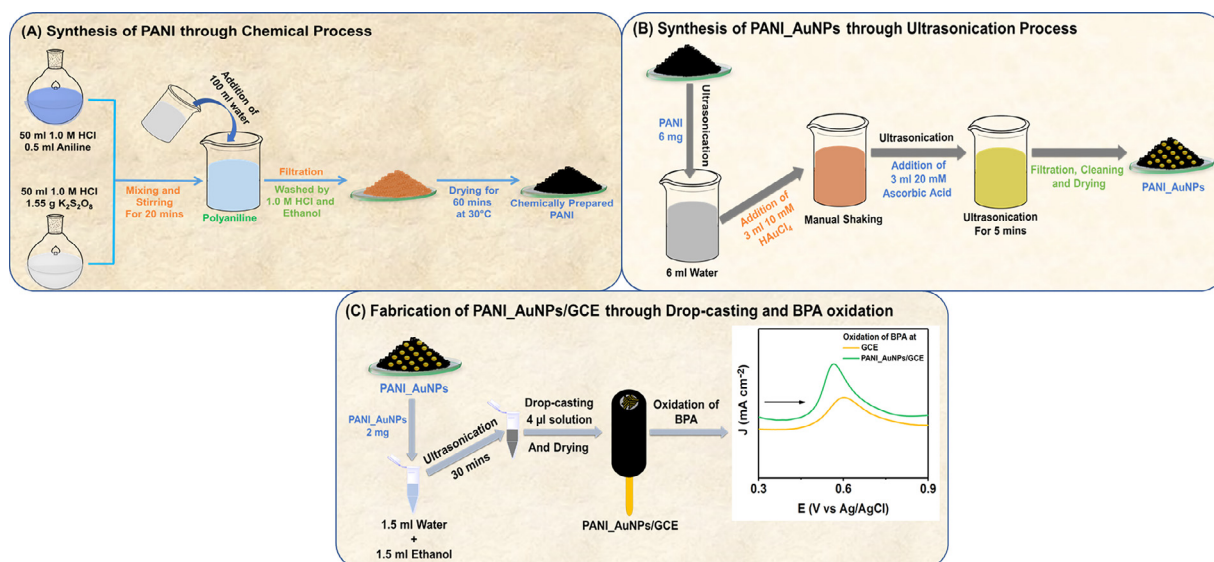 (A) Synthesis of PANI through Chemical Process
Addition of
100 ml water
50 ml 1.0 M HCl
0.5 ml Aniline
50 ml 1.0 M HCl
1.55 g K₂S₂O₈
Mixing and
Stirring
For 20 mins
Polyaniline
Filtration
Washed by
1.0 M HCl and
Ethanol
Drying for
60 mins
at 30°C
Chemically Prepared
PANI
(B) Synthesis of PANI_AuNPs through Ultrasonication Process
PANI
6 mg
Ultrasonication
6 ml Water
Addition of
3 ml 10 mM
HAuCl₄
Manual Shaking
Ultrasonication
Addition of
3 ml 20 mM
Ascorbic Acid
Ultrasonication
For 5 mins
Filtration, Cleaning
and Drying
PANI_AuNPs
(C) Fabrication of PANI_AuNPs/GCE through Drop-casting and BPA oxidation
PANI_AuNPs
PANI_AuNPs
2 mg
1.5 ml Water
+
1.5 ml Ethanol
Ultrasonication
30 mins
Drop-casting
4 µl solution
And Drying
PANI_AuNPs/GCE
Oxidation of
BPA
Oxidation of BPA at
GCE
PANI_AuNPs/GCE
J (mA cm⁻²)
0.3
0.6
0.9
E (V vs Ag/AgCl)